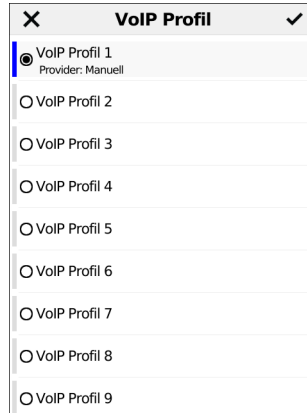 VoIP Profil
VoIP Profil 1
Provider: Manuell
VoIP Profil 2
VoIP Profil 3
VoIP Profil 4
VoIP Profil 5
VoIP Profil 6
VoIP Profil 7
VoIP Profil 8
VoIP Profil 9